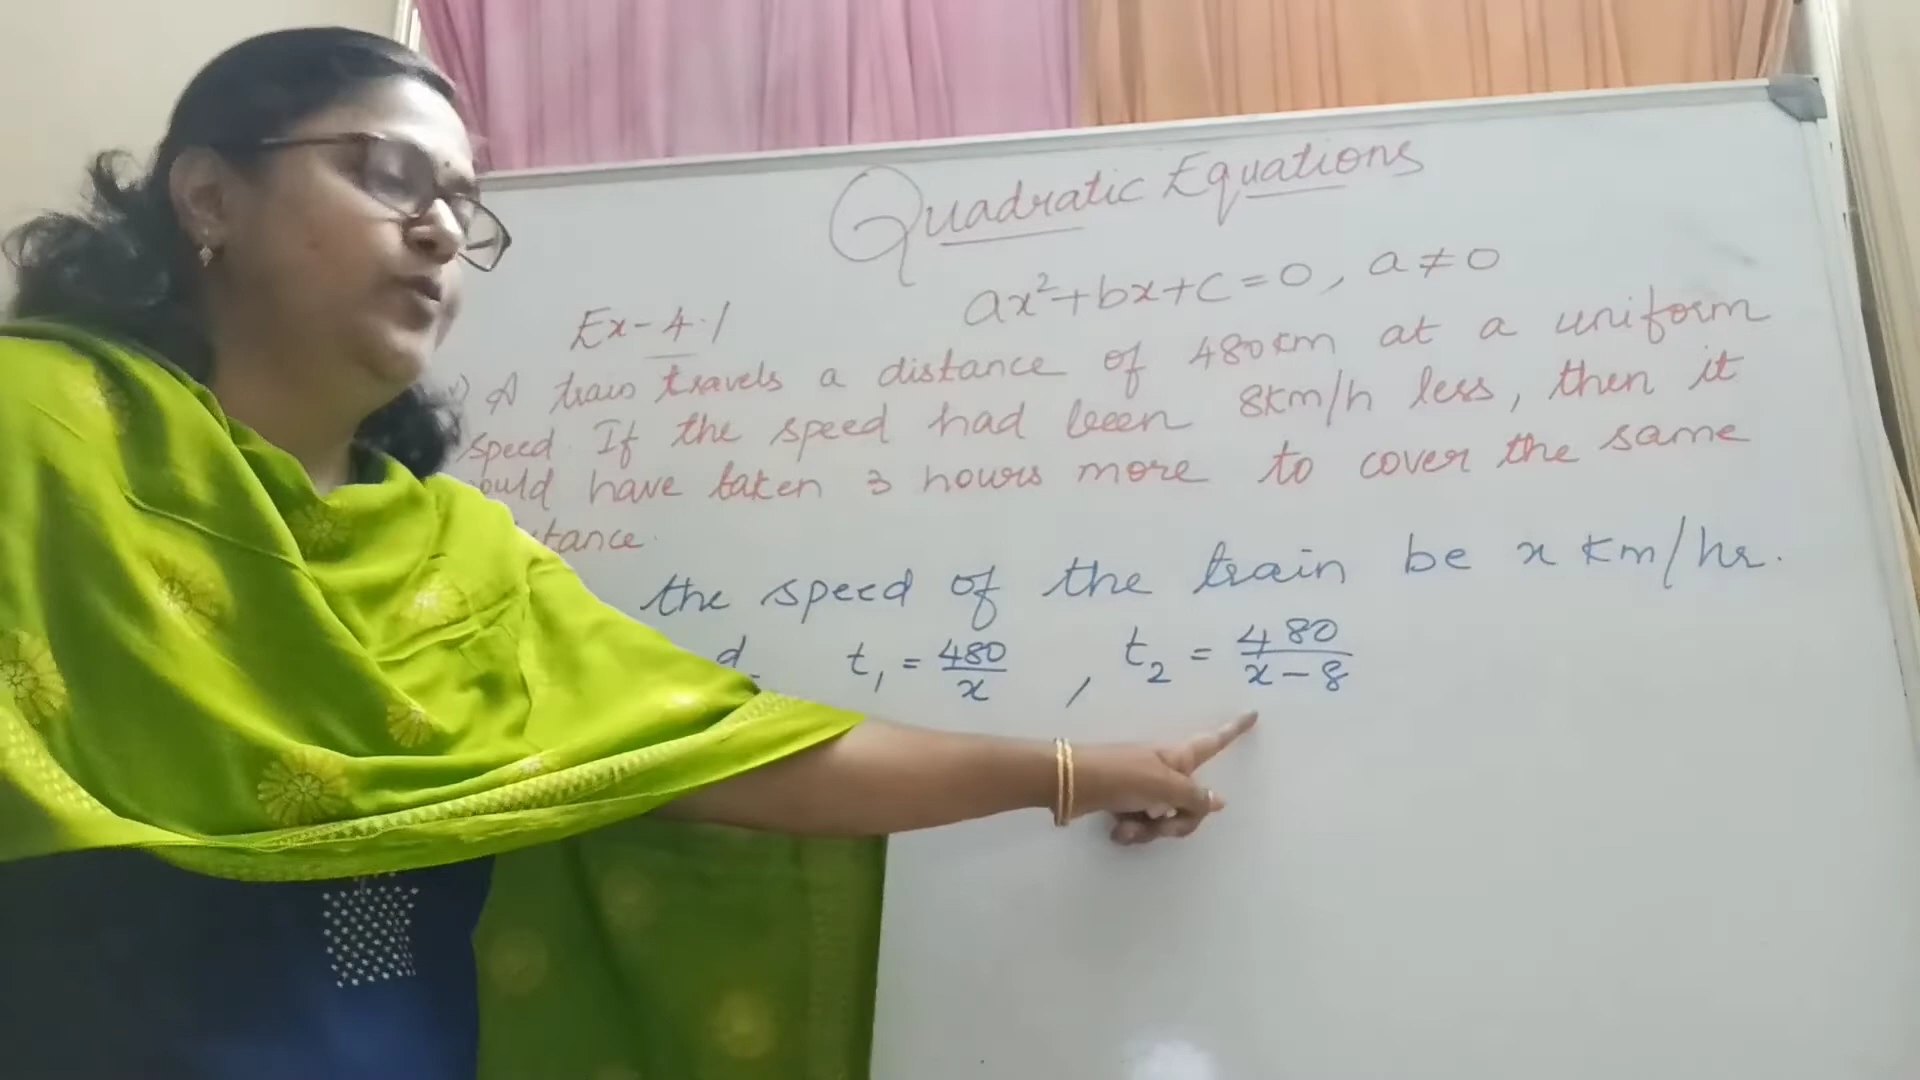 Quadratic Equations
ax²+bx+c=0, a≠0
Ex-4.1
v) A train travels a distance of 480km at a uniform
speed. If the speed had been 8km/h less, then it
ould have taken 3 hours more to cover the same
tance.
the speed of the train be x km/hr.
d t₁ = 480/x , t₂ = 480/x-8